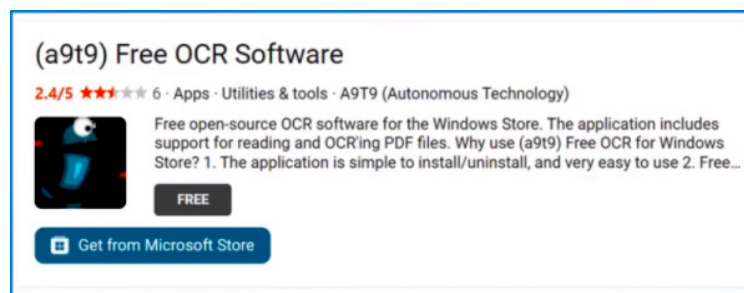 (a9t9) Free OCR Software
2.4/5 6 · Apps · Utilities & tools · A9T9 (Autonomous Technology)
Free open-source OCR software for the Windows Store. The application includes
support for reading and OCR'ing PDF files. Why use (a9t9) Free OCR for Windows
Store? 1. The application is simple to install/uninstall, and very easy to use 2. Free...
FREE
Get from Microsoft Store